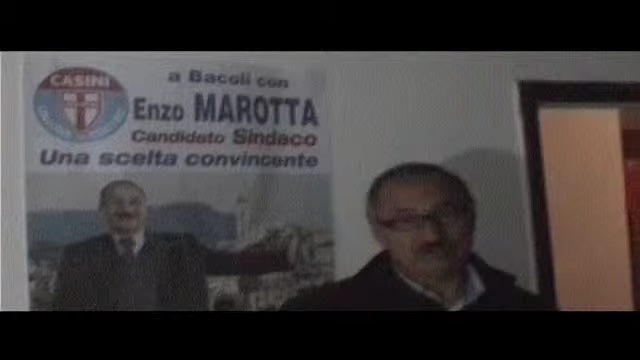 CASINI
a Bacoli con
Enzo MAROTTA
Candidato Sindaco
Una scelta convincente